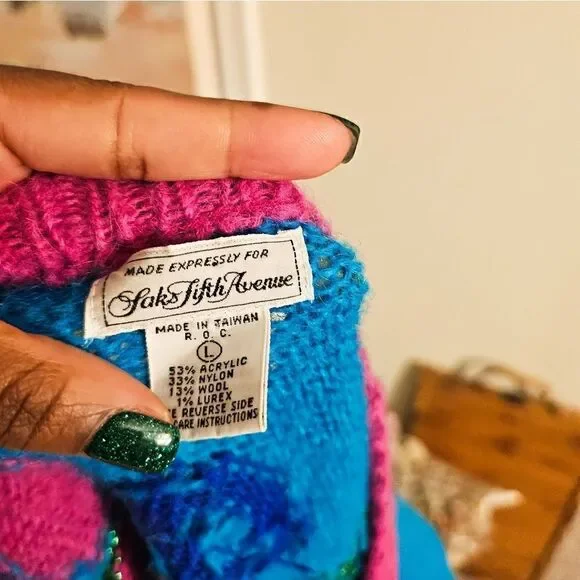 MADE EXPRESSLY FOR
Saks Fifth Avenue
MADE IN TAIWAN
R. O. C.
L
53% ACRYLIC
33% NYLON
13% WOOL
1% LUREX
REVERSE SIDE
CARE INSTRUCTIONS